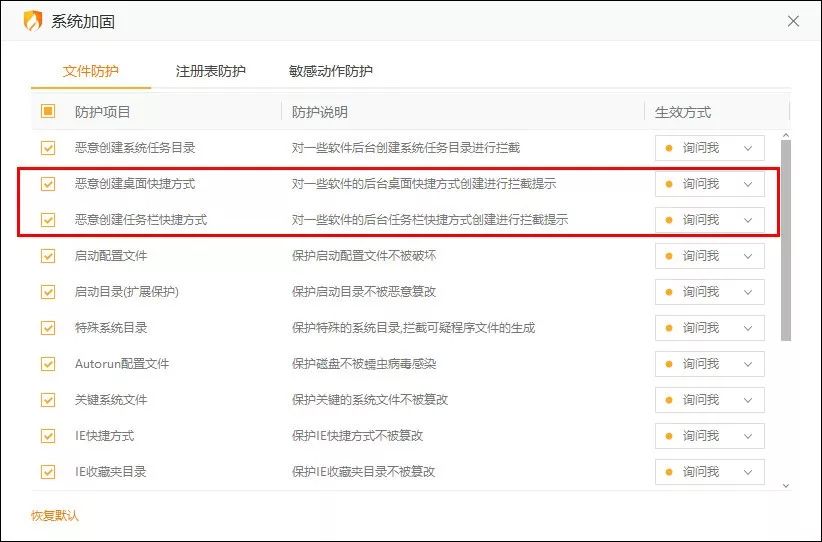 系统加固
文件防护 注册表防护 敏感动作防护
防护项目 防护说明 生效方式
恶意创建系统任务目录 对一些软件后台创建系统任务目录进行拦截 询问我
恶意创建桌面快捷方式 对一些软件的后台桌面快捷方式创建进行拦截提示 询问我
恶意创建任务栏快捷方式 对一些软件的后台任务栏快捷方式创建进行拦截提示 询问我
启动配置文件 保护启动配置文件不被破坏 询问我
启动目录(扩展保护) 保护启动目录不被恶意篡改 询问我
特殊系统目录 保护特殊的系统目录,拦截可疑程序文件的生成 询问我
Autorun配置文件 保护磁盘不被蠕虫病毒感染 询问我
关键系统文件 保护关键的系统文件不被篡改 询问我
IE快捷方式 保护IE快捷方式不被篡改 询问我
IE收藏夹目录 保护IE收藏夹目录不被篡改 询问我
恢复默认